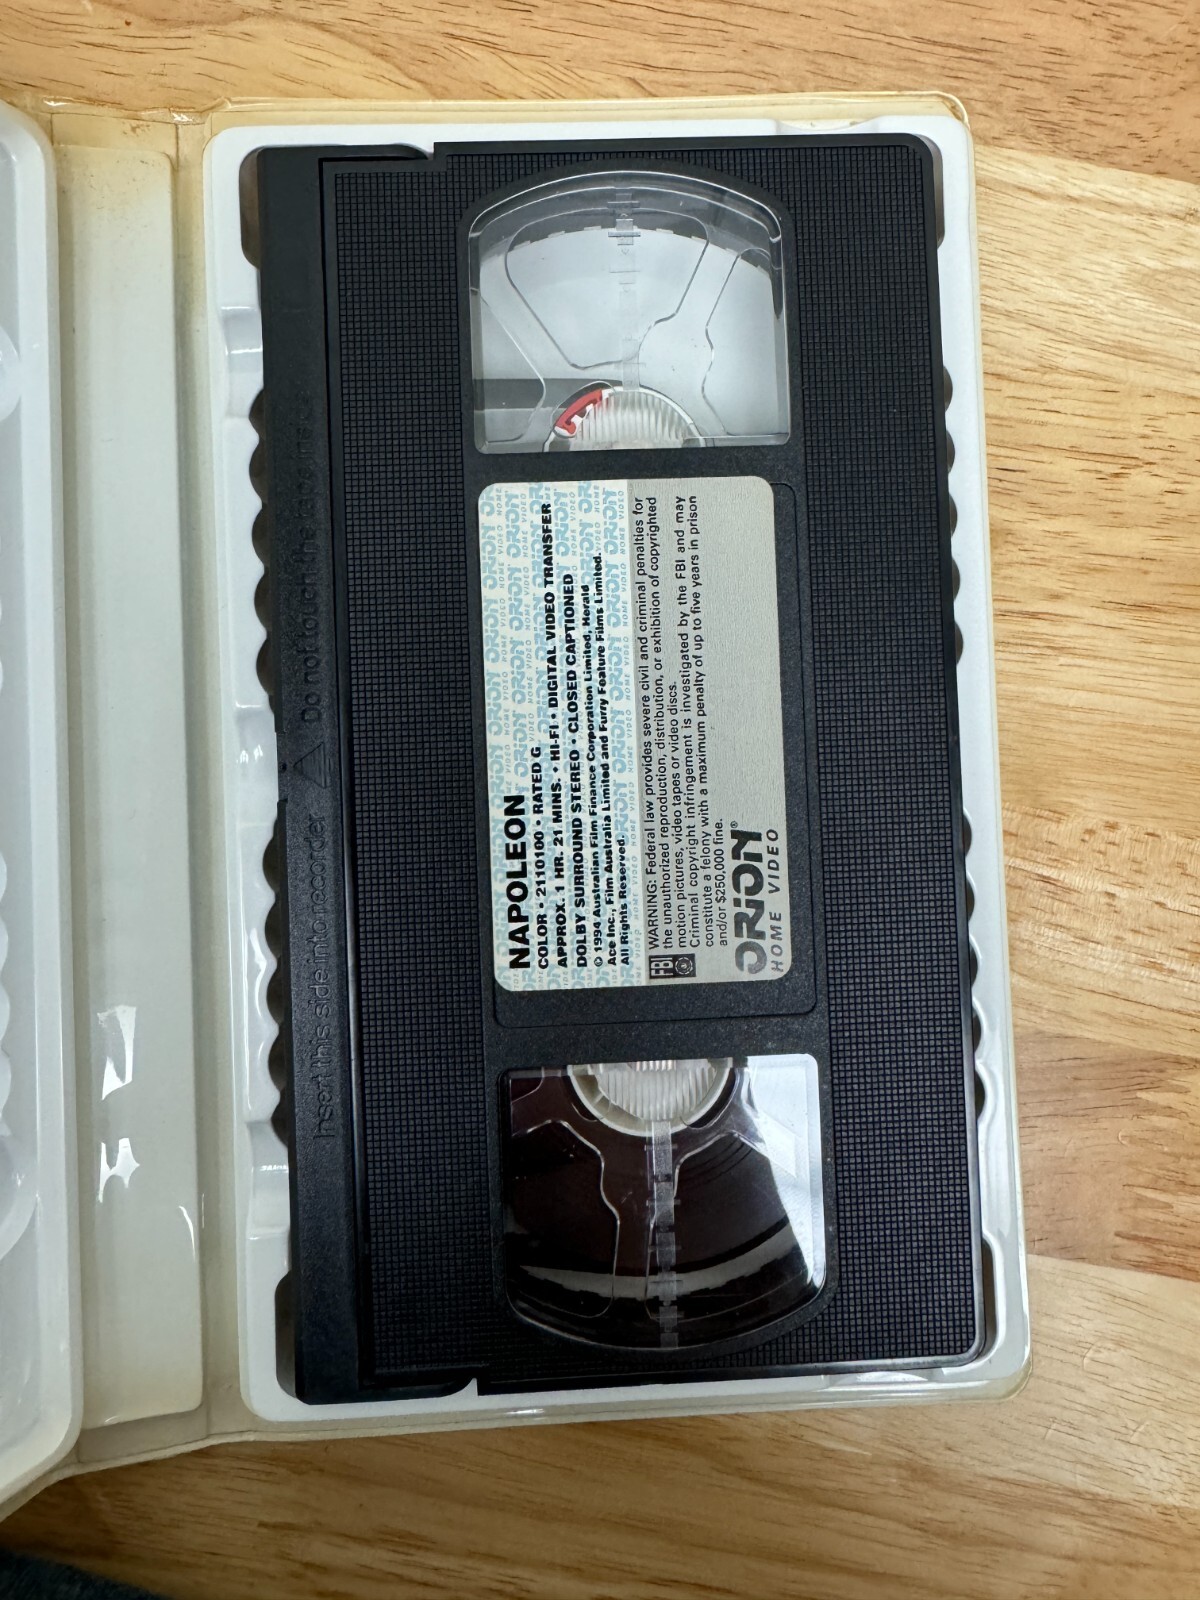 NAPOLEON
COLOR • 2110100 • RATED G
APPROX. 1 HR. 21 MINS. • HI-FI • DIGITAL VIDEO TRANSFER
DOLBY SURROUND STEREO • CLOSED CAPTIONED
© 1994 Australian Film Finance Corporation Limited, Herald
Ace Inc., Film Australia Limited and Furry Feature Films Limited.
All Rights Reserved.
FBI
WARNING: Federal law provides severe civil and criminal penalties for
the unauthorized reproduction, distribution, or exhibition of copyrighted
motion pictures, video tapes or video discs.
Criminal copyright infringement is investigated by the FBI and may
constitute a felony with a maximum penalty of up to five years in prison
and/or $250,000 fine.
ORION®
HOME VIDEO
Insert this side into recorder
Do not touch the tape inside